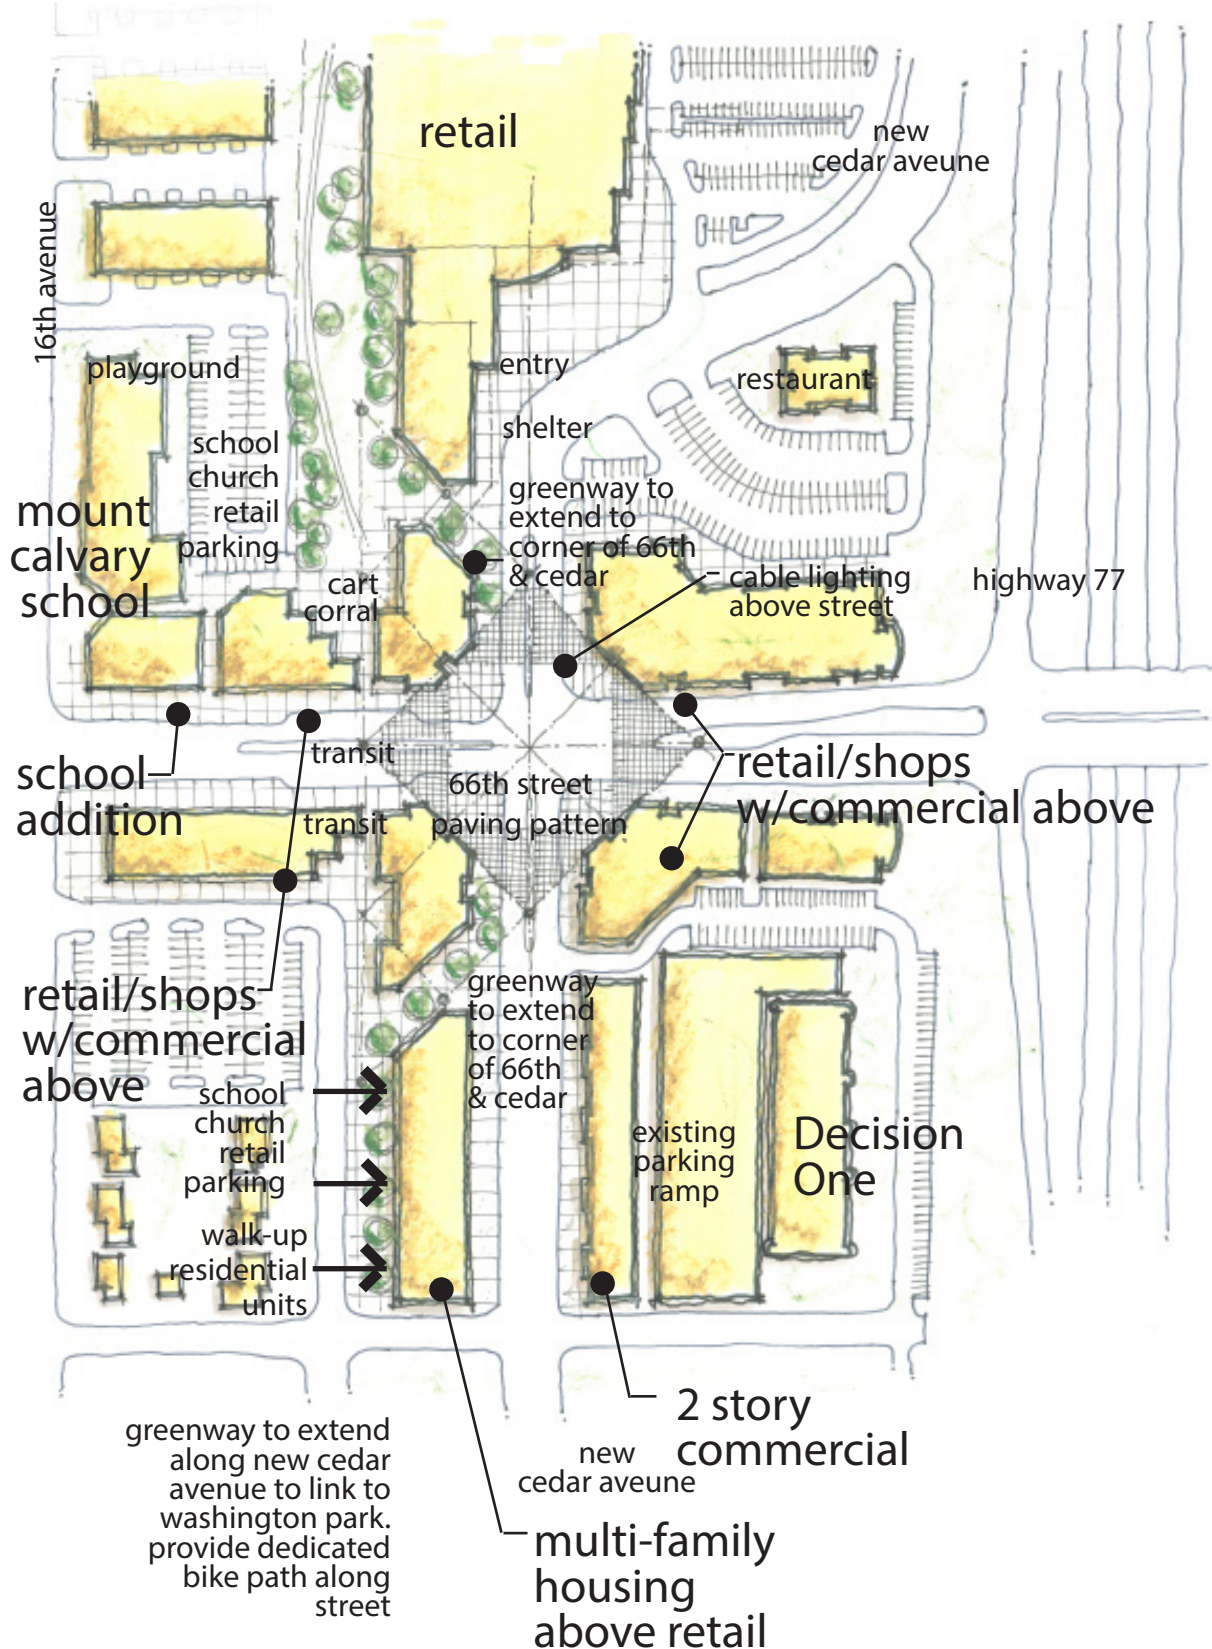 retail
new
cedar aveune
16th avenue
playground
entry
restaurant
shelter
school
church
retail
parking
mount
calvary
school
greenway to
extend to
corner of 66th
& cedar
cart
corral
cable lighting
above street
highway 77
school
addition
transit
66th street
paving pattern
transit
retail/shops
w/commercial above
retail/shops
w/commercial
above
greenway
to extend
to corner
of 66th
& cedar
school
church
retail
parking
walk-up
residential
units
existing
parking
ramp
Decision
One
2 story
commercial
new
cedar aveune
greenway to extend
along new cedar
avenue to link to
washington park.
provide dedicated
bike path along
street
multi-family
housing
above retail